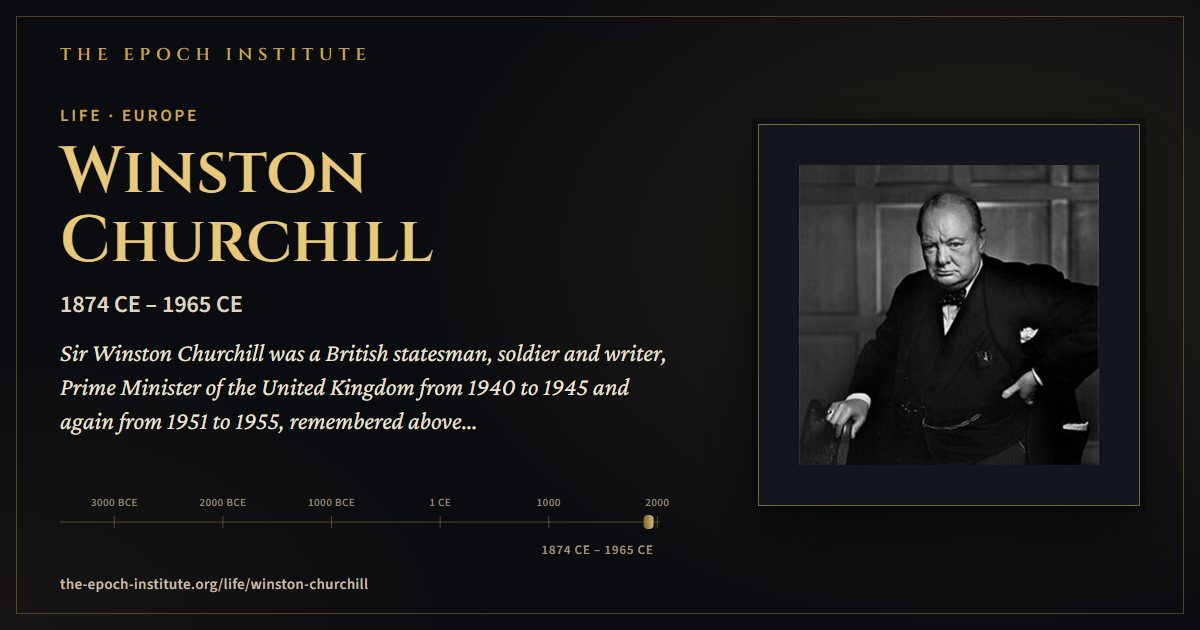 THE EPOCH INSTITUTE
LIFE · EUROPE
WINSTON
CHURCHILL
1874 CE – 1965 CE
Sir Winston Churchill was a British statesman, soldier and writer,
Prime Minister of the United Kingdom from 1940 to 1945 and
again from 1951 to 1955, remembered above...
3000 BCE 2000 BCE 1000 BCE 1 CE 1000 2000
1874 CE – 1965 CE
the-epoch-institute.org/life/winston-churchill